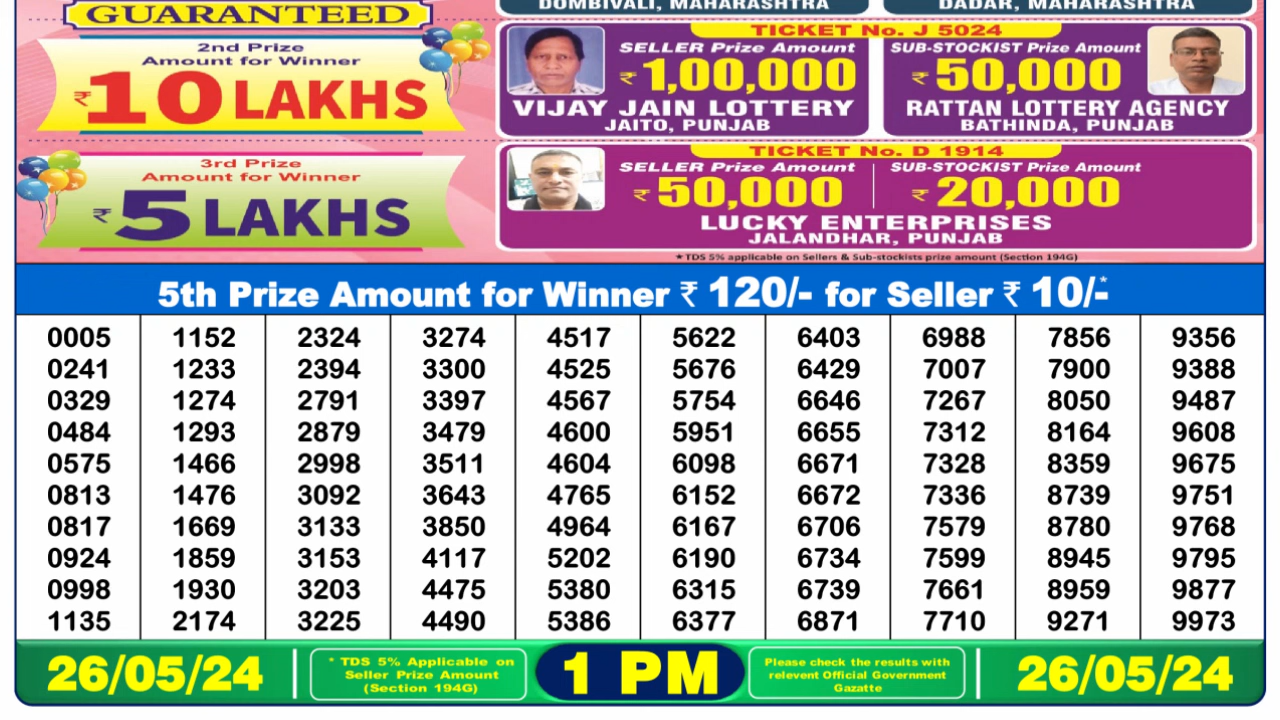 GUARANTEED
DOMBIVALI, MAHARASHTRA
DADAR, MAHARASHTRA
2nd Prize
Amount for Winner
₹10 LAKHS
TICKET No. J 5024
SELLER Prize Amount
₹1,00,000
SUB-STOCKIST Prize Amount
₹50,000
VIJAY JAIN LOTTERY
JAITO, PUNJAB
RATTAN LOTTERY AGENCY
BATHINDA, PUNJAB
3rd Prize
Amount for Winner
₹5 LAKHS
TICKET No. D 1914
SELLER Prize Amount
₹50,000
SUB-STOCKIST Prize Amount
₹20,000
LUCKY ENTERPRISES
JALANDHAR, PUNJAB
★TDS 5% applicable on Sellers & Sub-stockists prize amount (Section 194G)
5th Prize Amount for Winner ₹ 120/- for Seller ₹ 10/-*
0005 1152 2324 3274 4517 5622 6403 6988 7856 9356
0241 1233 2394 3300 4525 5676 6429 7007 7900 9388
0329 1274 2791 3397 4567 5754 6646 7267 8050 9487
0484 1293 2879 3479 4600 5951 6655 7312 8164 9608
0575 1466 2998 3511 4604 6098 6671 7328 8359 9675
0813 1476 3092 3643 4765 6152 6672 7336 8739 9751
0817 1669 3133 3850 4964 6167 6706 7579 8780 9768
0924 1859 3153 4117 5202 6190 6734 7599 8945 9795
0998 1930 3203 4475 5380 6315 6739 7661 8959 9877
1135 2174 3225 4490 5386 6377 6871 7710 9271 9973
26/05/24
* TDS 5% Applicable on
Seller Prize Amount
(Section 194G)
1 PM
Please check the results with
relevent Official Government
Gazatte
26/05/24